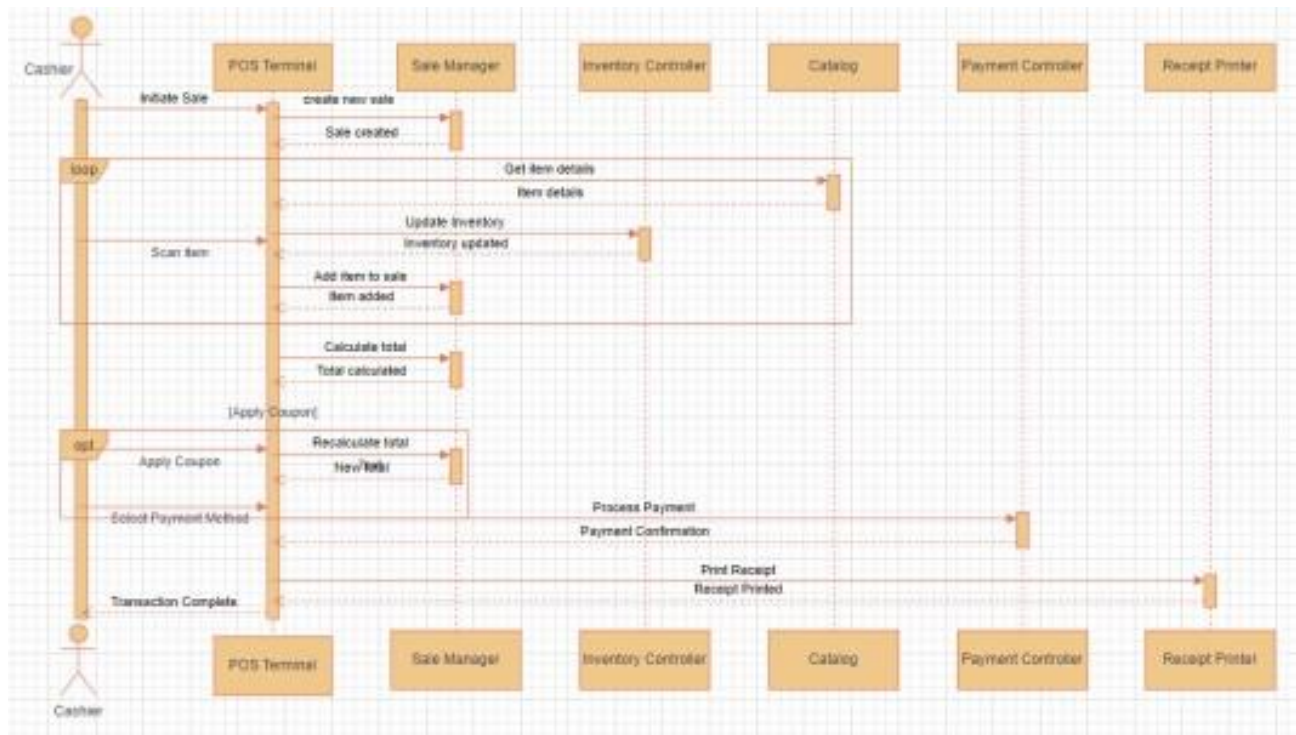 Cashier
POS Terminal
Sale Manager
Inventory Controller
Catalog
Payment Controller
Receipt Printer
Initiate Sale
create new sale
Sale created
loop
Get item details
Item details
Update Inventory
Inventory updated
Scan Item
Add item to sale
Item added
Calculate total
Total calculated
[Apply Coupon]
opt
Recalculate total
Apply Coupon
New total
Process Payment
Select Payment Method
Payment Confirmation
Print Receipt
Receipt Printed
Transaction Complete
POS Terminal
Sale Manager
Inventory Controller
Catalog
Payment Controller
Receipt Printer
Cashier